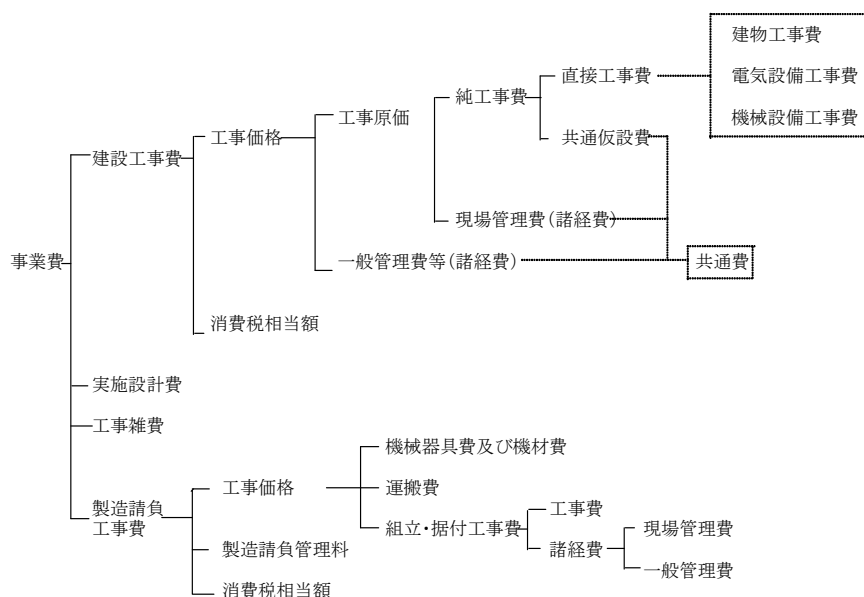 建物工事費
直接工事費
電気設備工事費
純工事費
機械設備工事費
工事原価
工事価格
共通仮設費
建設工事費
現場管理費(諸経費)
事業費
一般管理費等(諸経費)
共通費
消費税相当額
実施設計費
工事雑費
機械器具費及び機材費
工事価格
運搬費
製造請負
工事費
組立・据付工事費
工事費
現場管理費
諸経費
製造請負管理料
一般管理費
消費税相当額